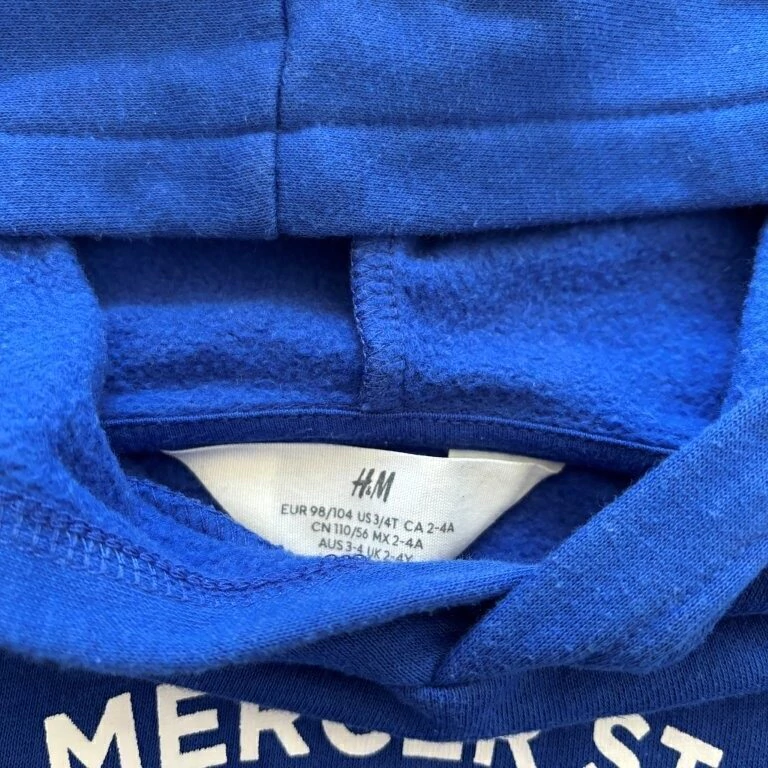 H&M
EUR 98/104 US 3/4T CA 2-4A
CN 110/56 MX 2-4A
AUS 3-4 UK 2-4Y
MERCER ST